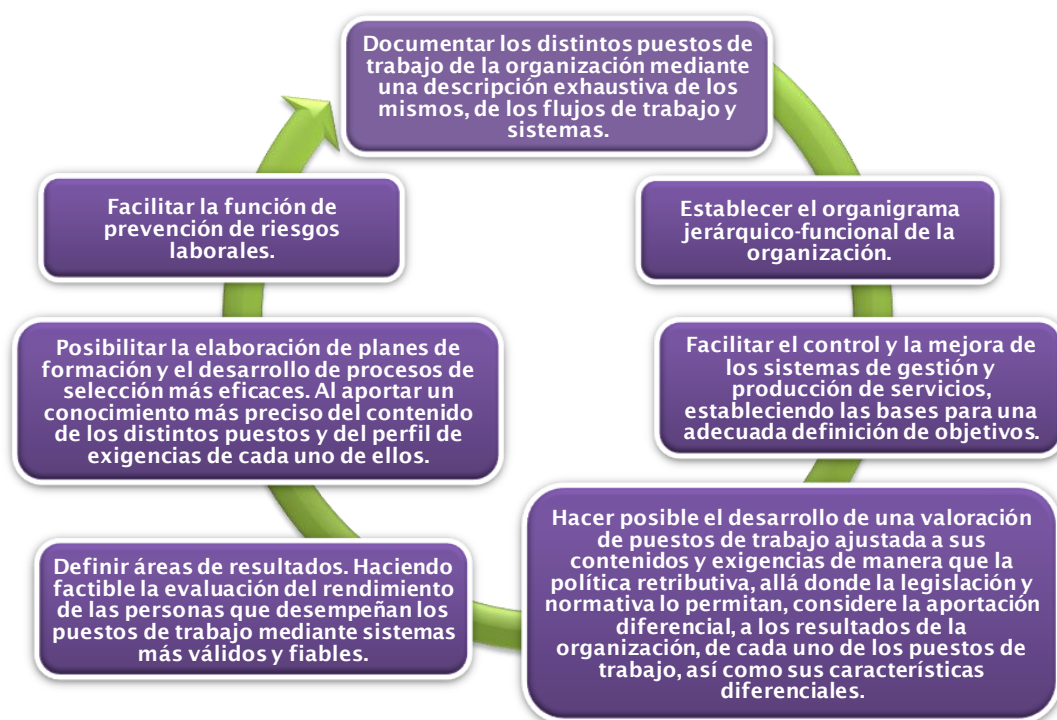 Documentar los distintos puestos de
trabajo de la organización mediante
una descripción exhaustiva de los
mismos, de los flujos de trabajo y
sistemas.
Establecer el organigrama
jerárquico-funcional de la
organización.
Facilitar el control y la mejora de
los sistemas de gestión y
producción de servicios,
estableciendo las bases para una
adecuada definición de objetivos.
Hacer posible el desarrollo de una valoración
de puestos de trabajo ajustada a sus
contenidos y exigencias de manera que la
política retributiva, allá donde la legislación y
normativa lo permitan, considere la aportación
diferencial, a los resultados de la
organización, de cada uno de los puestos de
trabajo, así como sus características
diferenciales.
Definir áreas de resultados. Haciendo
factible la evaluación del rendimiento
de las personas que desempeñan los
puestos de trabajo mediante sistemas
más válidos y fiables.
Posibilitar la elaboración de planes de
formación y el desarrollo de procesos de
selección más eficaces. Al aportar un
conocimiento más preciso del contenido
de los distintos puestos y del perfil de
exigencias de cada uno de ellos.
Facilitar la función de
prevención de riesgos
laborales.